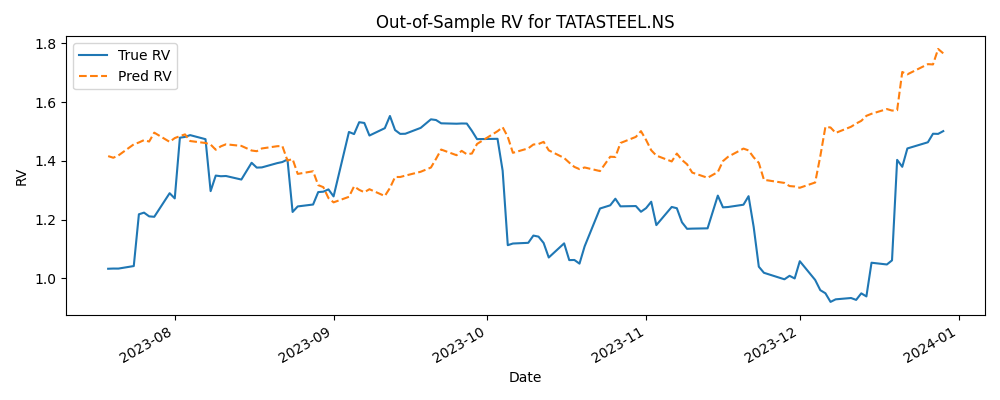 Out-of-Sample RV for TATASTEEL.NS
True RV
Pred RV
1.8
1.6
1.4
1.2
1.0
RV
2023-08
2023-09
2023-10
2023-11
2023-12
2024-01
Date